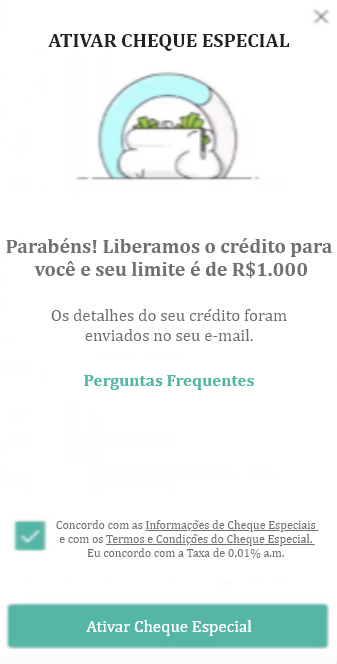 ATIVAR CHEQUE ESPECIAL
Parabéns! Liberamos o crédito para
você e seu limite é de R$1.000
Os detalhes do seu crédito foram
enviados no seu e-mail.
Perguntas Frequentes
Concordo com as Informações de Cheque Especiais
e com os Termos e Condições do Cheque Especial.
Eu concordo com a Taxa de 0,01% a.m.
Ativar Cheque Especial